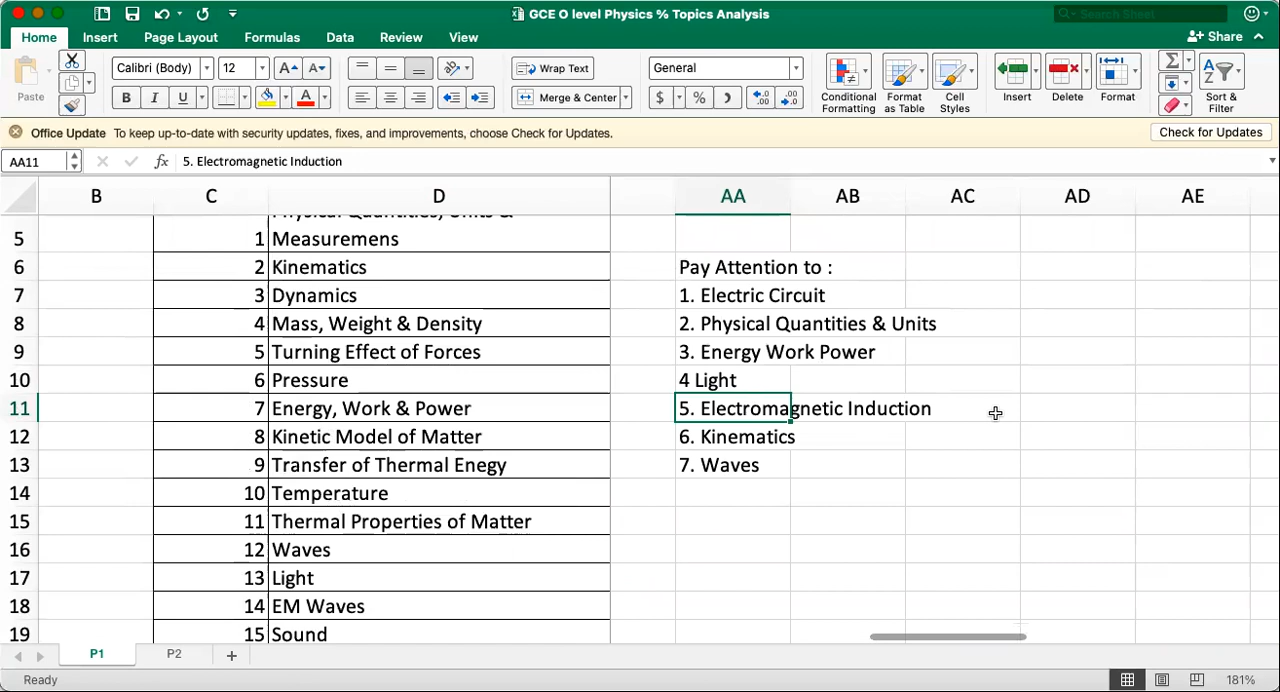 GCE O level Physics % Topics Analysis
Search Sheet
Home Insert Page Layout Formulas Data Review View
Share
Paste
Calibri (Body) 12 A A
B I U A
Wrap Text
Merge & Center
General
$ %
Conditional Formatting
Format as Table
Cell Styles
Insert
Delete
Format
Sort & Filter
Office Update To keep up-to-date with security updates, fixes, and improvements, choose Check for Updates.
Check for Updates
AA11 fx 5. Electromagnetic Induction
B C D AA AB AC AD AE
Physical Quantities, Units &
5 1 Measuremens
6 2 Kinematics Pay Attention to :
7 3 Dynamics 1. Electric Circuit
8 4 Mass, Weight & Density 2. Physical Quantities & Units
9 5 Turning Effect of Forces 3. Energy Work Power
10 6 Pressure 4 Light
11 7 Energy, Work & Power 5. Electromagnetic Induction
12 8 Kinetic Model of Matter 6. Kinematics
13 9 Transfer of Thermal Enegy 7. Waves
14 10 Temperature
15 11 Thermal Properties of Matter
16 12 Waves
17 13 Light
18 14 EM Waves
19 15 Sound
P1 P2 +
Ready 181%